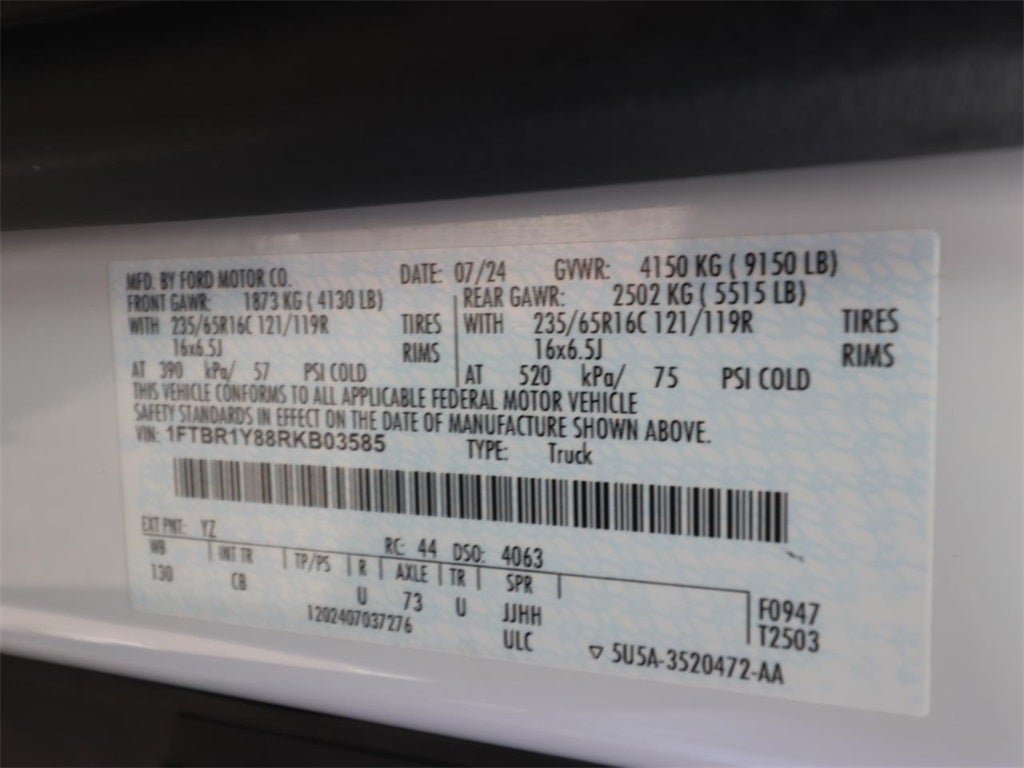 MFD. BY FORD MOTOR CO. DATE: 07/24 GVWR: 4150 KG ( 9150 LB)
FRONT GAWR: 1873 KG ( 4130 LB) REAR GAWR: 2502 KG ( 5515 LB)
WITH 235/65R16C 121/119R TIRES WITH 235/65R16C 121/119R TIRES
16x6.5J RIMS 16x6.5J RIMS
AT 390 kPa/ 57 PSI COLD AT 520 kPa/ 75 PSI COLD
THIS VEHICLE CONFORMS TO ALL APPLICABLE FEDERAL MOTOR VEHICLE
SAFETY STANDARDS IN EFFECT ON THE DATE OF MANUFACTURE SHOWN ABOVE.
VIN: 1FTBR1Y88RKB03585 TYPE: Truck
EXT PNT: YZ RC: 44 DSO: 4063
WB INT TR TP/PS R AXLE TR SPR
130 CB U 73 U JJHH F0947
1202407037276 ULC T2503
▽ 5U5A-3520472-AA